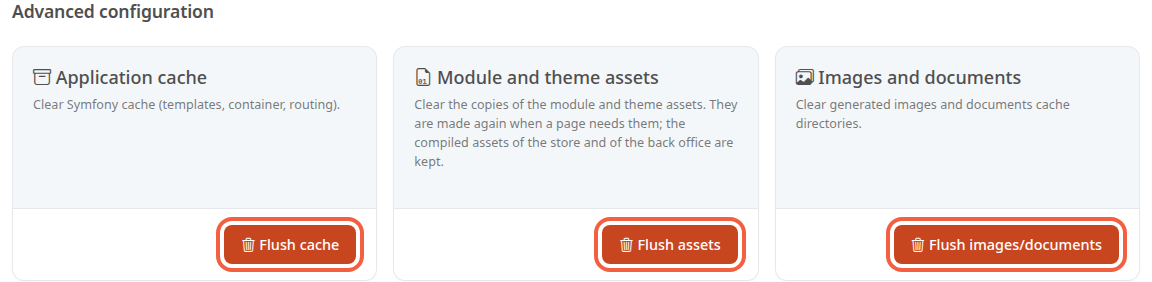 Advanced configuration
Application cache
Clear Symfony cache (templates, container, routing).
Flush cache
Module and theme assets
Clear the copies of the module and theme assets. They
are made again when a page needs them; the
compiled assets of the store and of the back office are
kept.
Flush assets
Images and documents
Clear generated images and documents cache
directories.
Flush images/documents